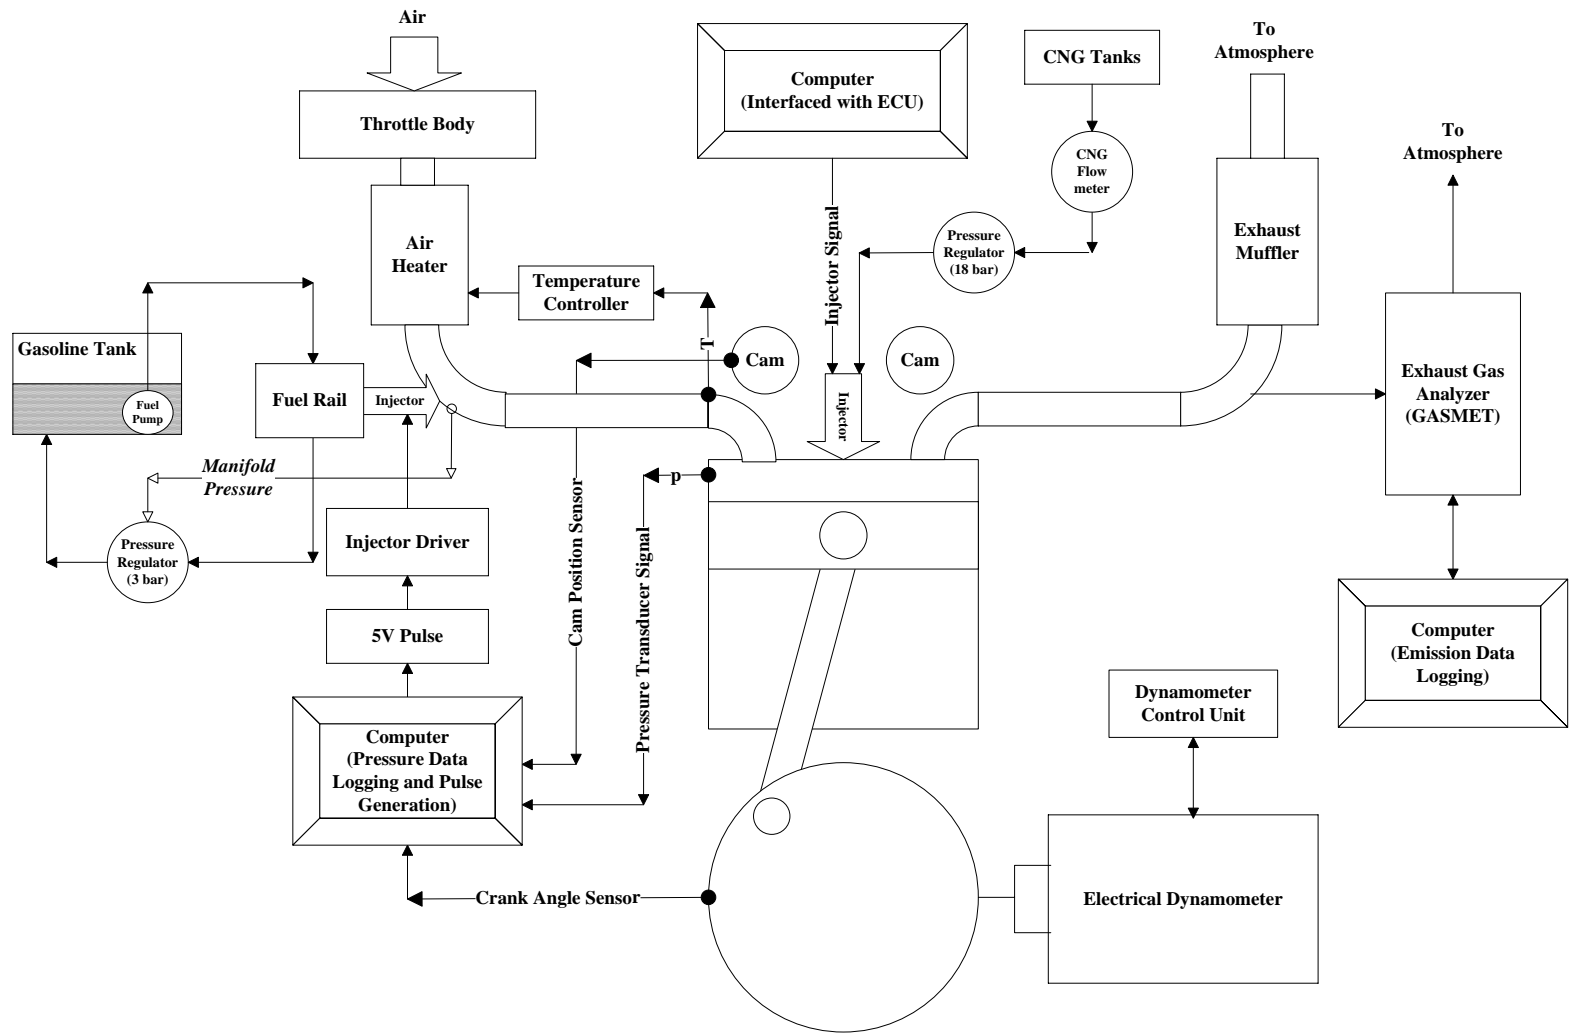 Air
Throttle Body
Air
Heater
Temperature
Controller
T
Gasoline Tank
Fuel
Pump
Fuel Rail
Injector
Manifold
Pressure
Pressure
Regulator
(3 bar)
Injector Driver
5V Pulse
Computer
(Pressure Data
Logging and Pulse
Generation)
Cam Position Sensor
Pressure Transducer Signal
p
Crank Angle Sensor
Computer
(Interfaced with ECU)
Injector Signal
Injector
Cam
Cam
CNG Tanks
CNG
Flow
meter
Pressure
Regulator
(18 bar)
To
Atmosphere
Exhaust
Muffler
To
Atmosphere
Exhaust Gas
Analyzer
(GASMET)
Computer
(Emission Data
Logging)
Dynamometer
Control Unit
Electrical Dynamometer